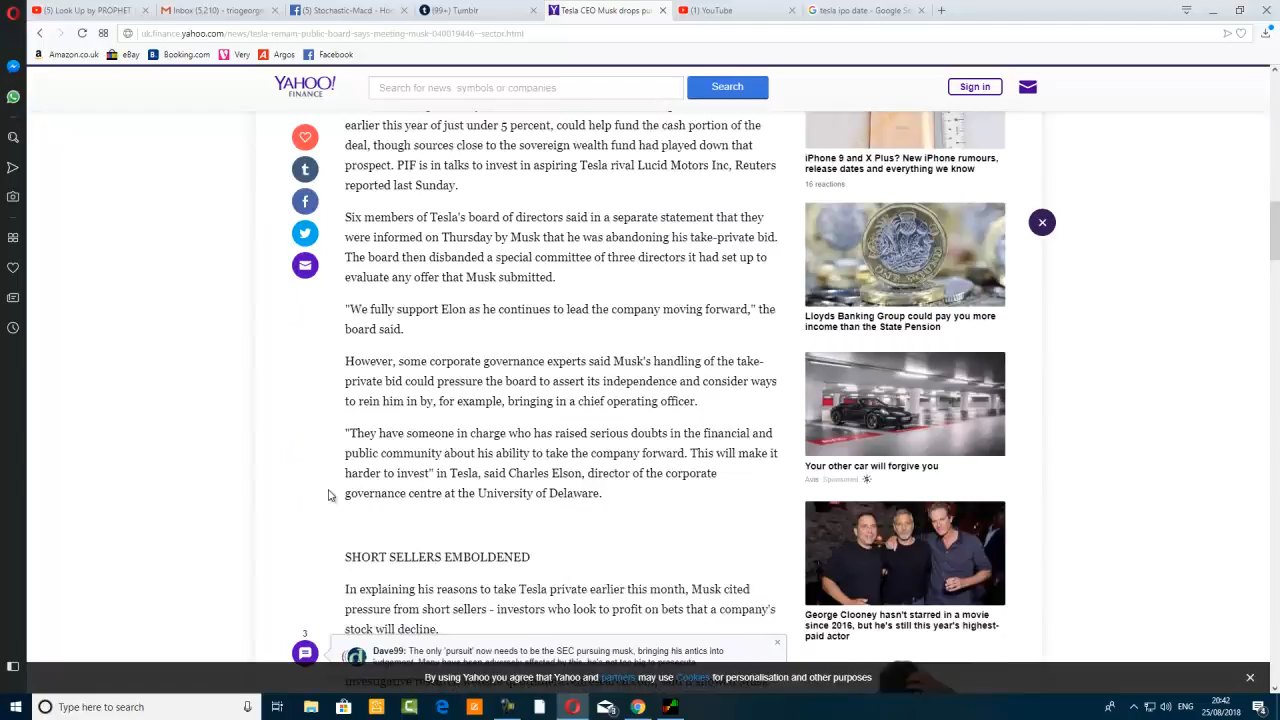 Look Up by PROPHET
Inbox (5,210) - triogeorge
5) Stochastic-Macd - Ho
(99+) Tumblr
Tesla CEO Musk drops pu
(1) YouTube
tesla ipo date - Google Se
uk.finance.yahoo.com/news/tesla-remain-public-board-says-meeting-musk-040019446--sector.html
Amazon.co.uk
eBay
Booking.com
Very
Argos
Facebook
YAHOO!
FINANCE
Search for news, symbols or companies
Search
Sign in
earlier this year of just under 5 percent, could help fund the cash portion of the
deal, though sources close to the sovereign wealth fund had played down that
prospect. PIF is in talks to invest in aspiring Tesla rival Lucid Motors Inc, Reuters
reported last Sunday.
Six members of Tesla's board of directors said in a separate statement that they
were informed on Thursday by Musk that he was abandoning his take-private bid.
The board then disbanded a special committee of three directors it had set up to
evaluate any offer that Musk submitted.
"We fully support Elon as he continues to lead the company moving forward," the
board said.
However, some corporate governance experts said Musk's handling of the take-
private bid could pressure the board to assert its independence and consider ways
to rein him in by, for example, bringing in a chief operating officer.
"They have someone in charge who has raised serious doubts in the financial and
public community about his ability to take the company forward. This will make it
harder to invest" in Tesla, said Charles Elson, director of the corporate
governance centre at the University of Delaware.
SHORT SELLERS EMBOLDENED
In explaining his reasons to take Tesla private earlier this month, Musk cited
pressure from short sellers - investors who look to profit on bets that a company's
stock will decline.
3
Dave99: The only 'pursuit' now needs to be the SEC pursuing musk, bringing his antics into
iPhone 9 and X Plus? New iPhone rumours,
release dates and everything we know
16 reactions
Lloyds Banking Group could pay you more
income than the State Pension
Your other car will forgive you
Avis Sponsored
George Clooney hasn't starred in a movie
since 2016, but he's still this year's highest-
paid actor
By using Yahoo you agree that Yahoo and partners may use Cookies for personalisation and other purposes
Type here to search
ENG
20:42
25/08/2018